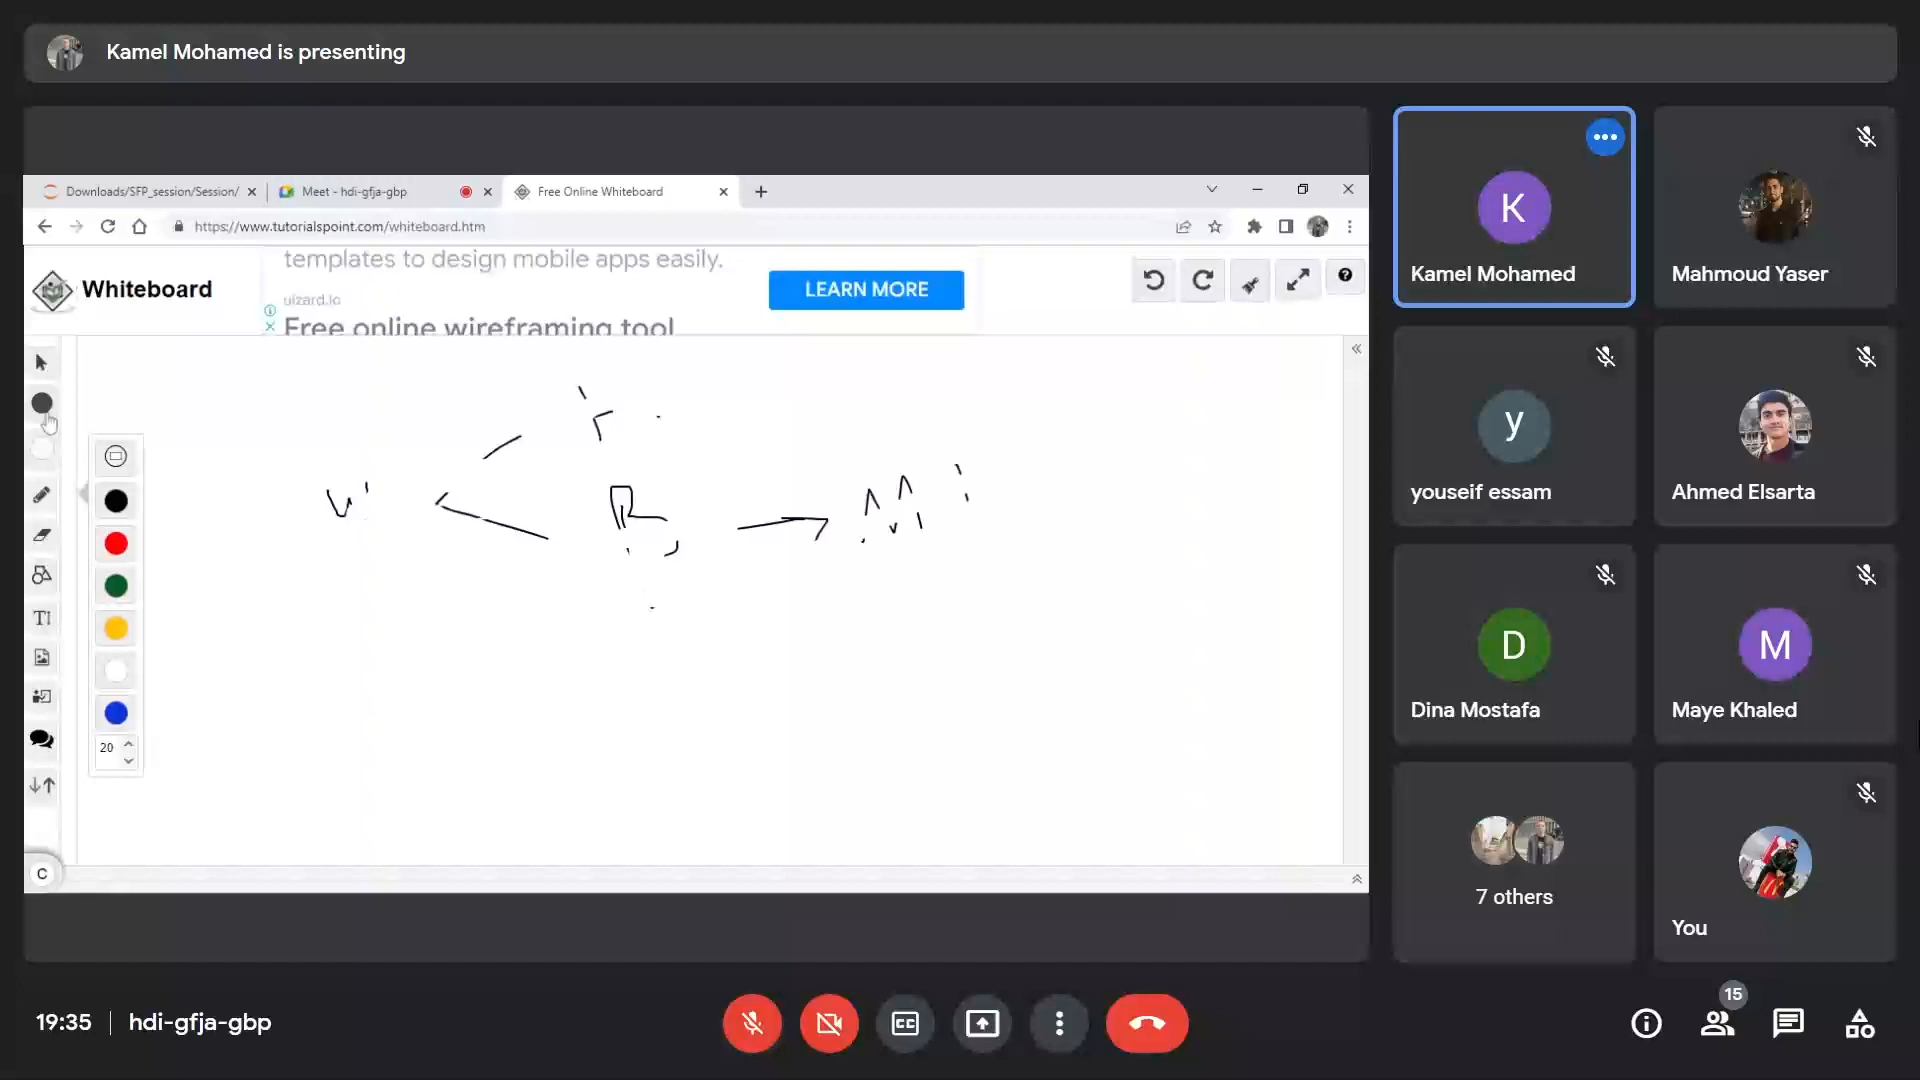 Kamel Mohamed is presenting
Downloads/SFP_session/Session/
Meet - hdi-gfja-gbp
Free Online Whiteboard
https://www.tutorialspoint.com/whiteboard.htm
Whiteboard
templates to design mobile apps easily.
uizard.io
Free online wireframing tool
LEARN MORE
TI
20
C
K
Kamel Mohamed
Mahmoud Yaser
y
youseif essam
Ahmed Elsarta
D
Dina Mostafa
M
Maye Khaled
7 others
You
19:35 | hdi-gfja-gbp
CC
15